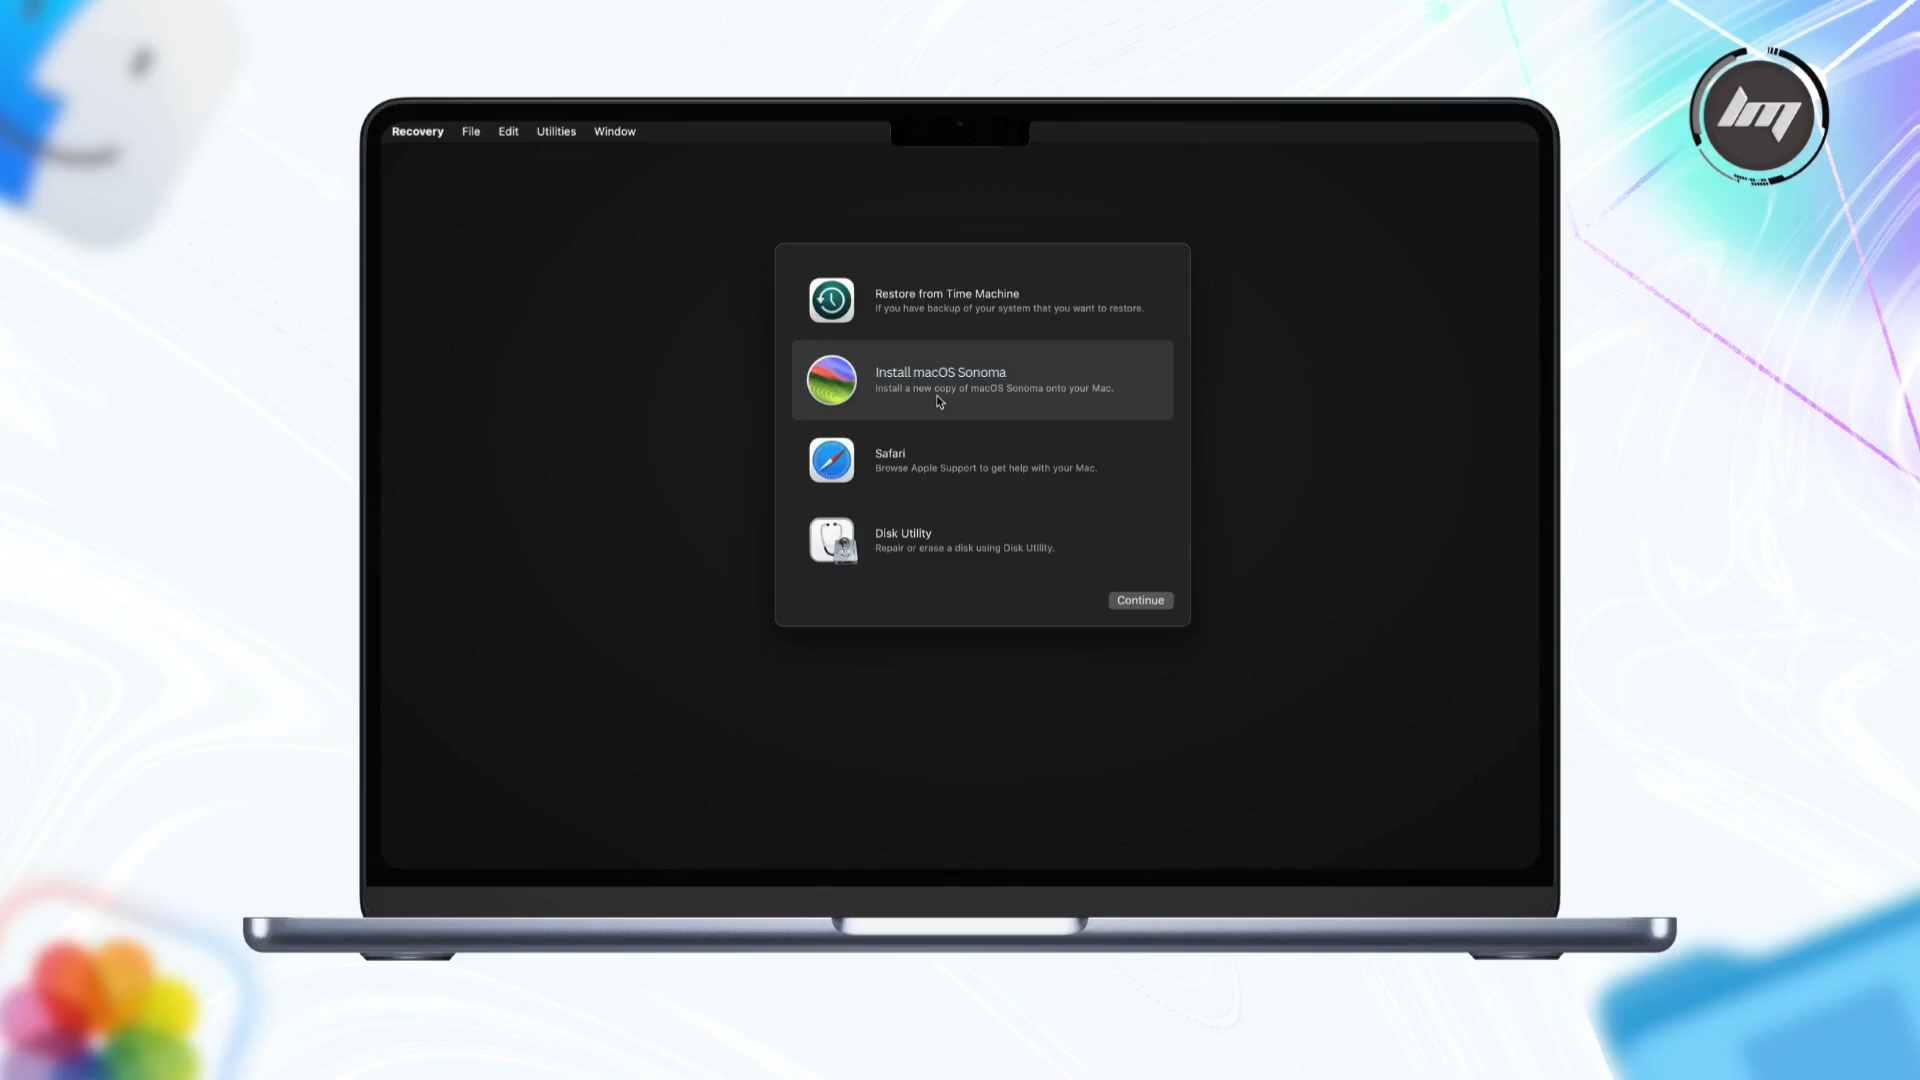 Recovery File Edit Utilities Window
Restore from Time Machine
If you have backup of your system that you want to restore.
Install macOS Sonoma
Install a new copy of macOS Sonoma onto your Mac.
Safari
Browse Apple Support to get help with your Mac.
Disk Utility
Repair or erase a disk using Disk Utility.
Continue